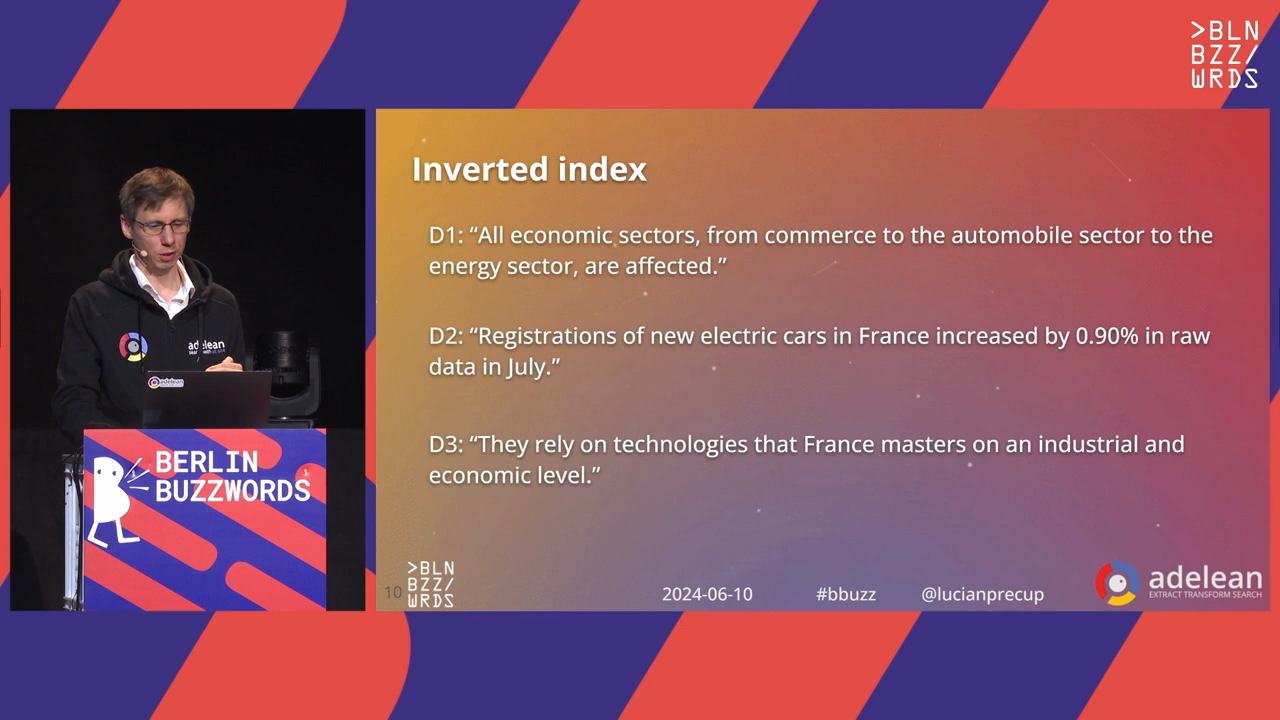 >BLN
BZZ/
WRDS
Inverted index
D1: “All economic sectors, from commerce to the automobile sector to the
energy sector, are affected.”
D2: “Registrations of new electric cars in France increased by 0.90% in raw
data in July.”
D3: “They rely on technologies that France masters on an industrial and
economic level.”
10
>BLN
BZZ/
WRDS
2024-06-10
#bbuzz
@lucianprecup
adelean
EXTRACT TRANSFORM SEARCH
adelean
adelean
BERLIN
BUZZWORDS